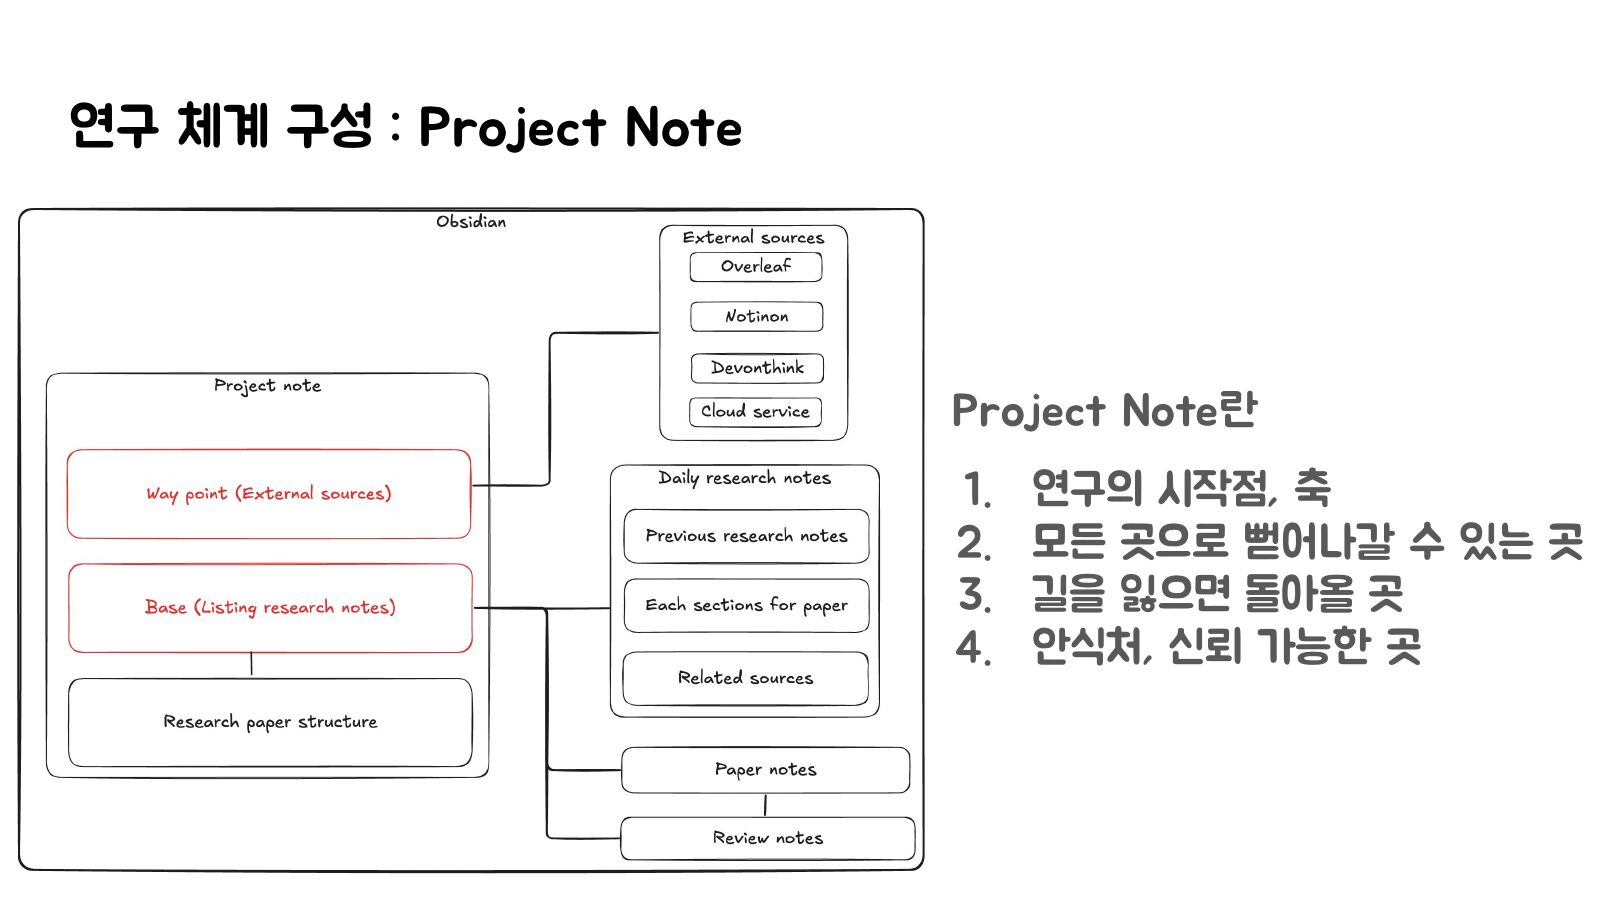 연구 체계 구성 : Project Note
Obsidian
External sources
Overleaf
Notinon
Devonthink
Cloud service
Project note
Way point (External sources)
Base (Listing research notes)
Research paper structure
Daily research notes
Previous research notes
Each sections for paper
Related sources
Paper notes
Review notes
Project Note란
1. 연구의 시작점, 축
2. 모든 곳으로 뻗어나갈 수 있는 곳
3. 길을 잃으면 돌아올 곳
4. 안식처, 신뢰 가능한 곳